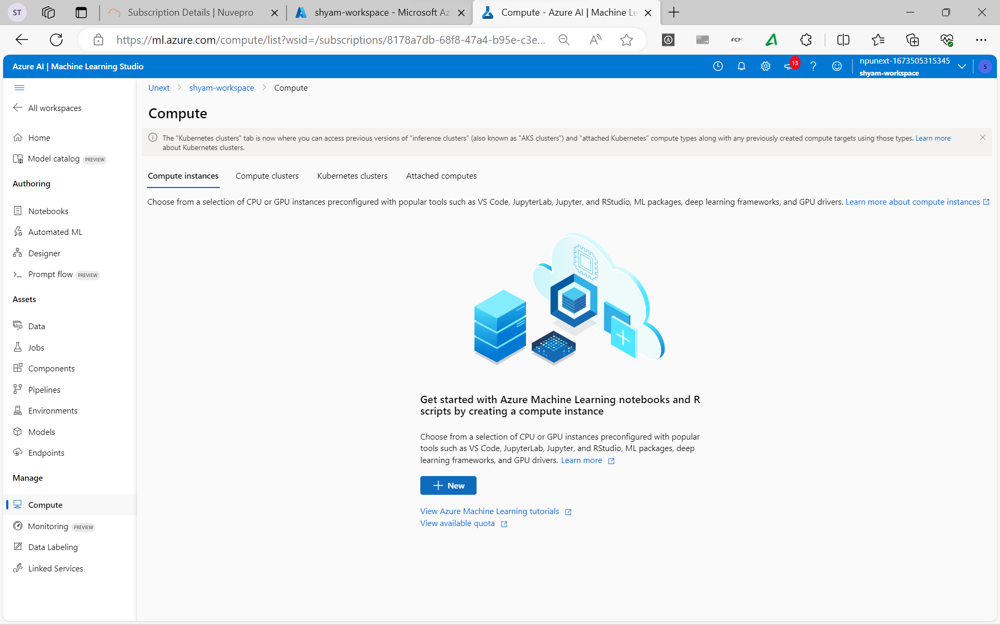 ST
Subscription Details | Nuvepro
shyam-workspace - Microsoft Az
Compute - Azure AI | Machine Le
https://ml.azure.com/compute/list?wsid=/subscriptions/8178a7db-68f8-47a4-b95e-c3e...
FCM
Azure AI | Machine Learning Studio
13
npunext-1673505315345
shyam-workspace
S
Unext
shyam-workspace
Compute
All workspaces
Compute
The "Kubernetes clusters" tab is now where you can access previous versions of "inference clusters" (also known as "AKS clusters") and "attached Kubernetes" compute types along with any previously created compute targets using those types. Learn more
about Kubernetes clusters.
Home
Model catalog PREVIEW
Authoring
Notebooks
Automated ML
Designer
Prompt flow PREVIEW
Assets
Data
Jobs
Components
Pipelines
Environments
Models
Endpoints
Manage
Compute
Monitoring PREVIEW
Data Labeling
Linked Services
Compute instances
Compute clusters
Kubernetes clusters
Attached computes
Choose from a selection of CPU or GPU instances preconfigured with popular tools such as VS Code, JupyterLab, Jupyter, and RStudio, ML packages, deep learning frameworks, and GPU drivers. Learn more about compute instances
Get started with Azure Machine Learning notebooks and R
scripts by creating a compute instance
Choose from a selection of CPU or GPU instances preconfigured with popular
tools such as VS Code, JupyterLab, Jupyter, and RStudio, ML packages, deep
learning frameworks, and GPU drivers. Learn more
New
View Azure Machine Learning tutorials
View available quota